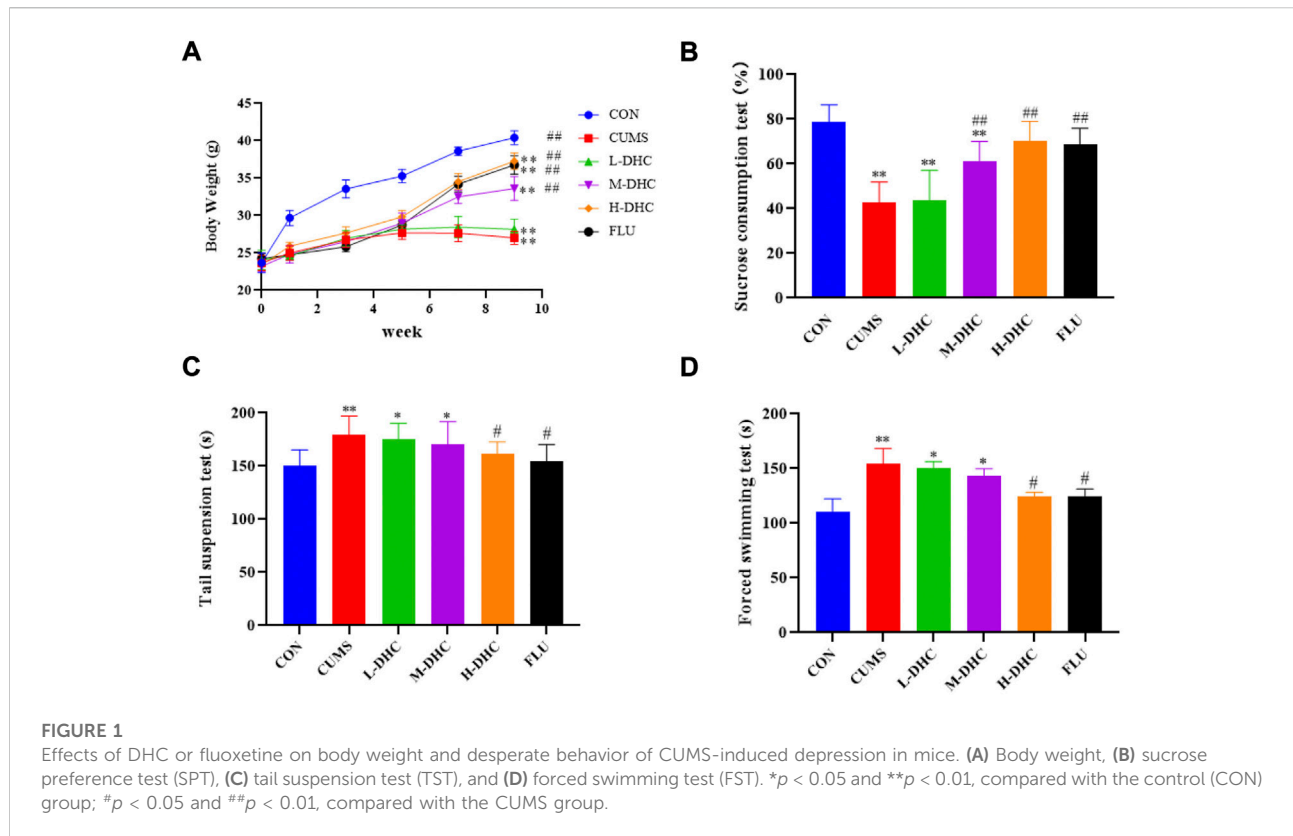 A
45
40
35
30
25
20
Body Weight (g)
0 2 4 6 8 10
week
CON
CUMS
L-DHC
M-DHC
H-DHC
FLU
##
##
** ##
** ##
** ##
**
**
B
100
80
60
40
20
0
Sucrose consumption test (%)
**
**
##
**
##
##
CON CUMS L-DHC M-DHC H-DHC FLU
C
200
150
100
50
0
Tail suspension test (s)
** * * # #
CON CUMS L-DHC M-DHC H-DHC FLU
D
200
150
100
50
0
Forced swimming test (s)
** * * # #
CON CUMS L-DHC M-DHC H-DHC FLU
FIGURE 1
Effects of DHC or fluoxetine on body weight and desperate behavior of CUMS-induced depression in mice. (A) Body weight, (B) sucrose
preference test (SPT), (C) tail suspension test (TST), and (D) forced swimming test (FST). *p < 0.05 and **p < 0.01, compared with the control (CON)
group; #p < 0.05 and ##p < 0.01, compared with the CUMS group.